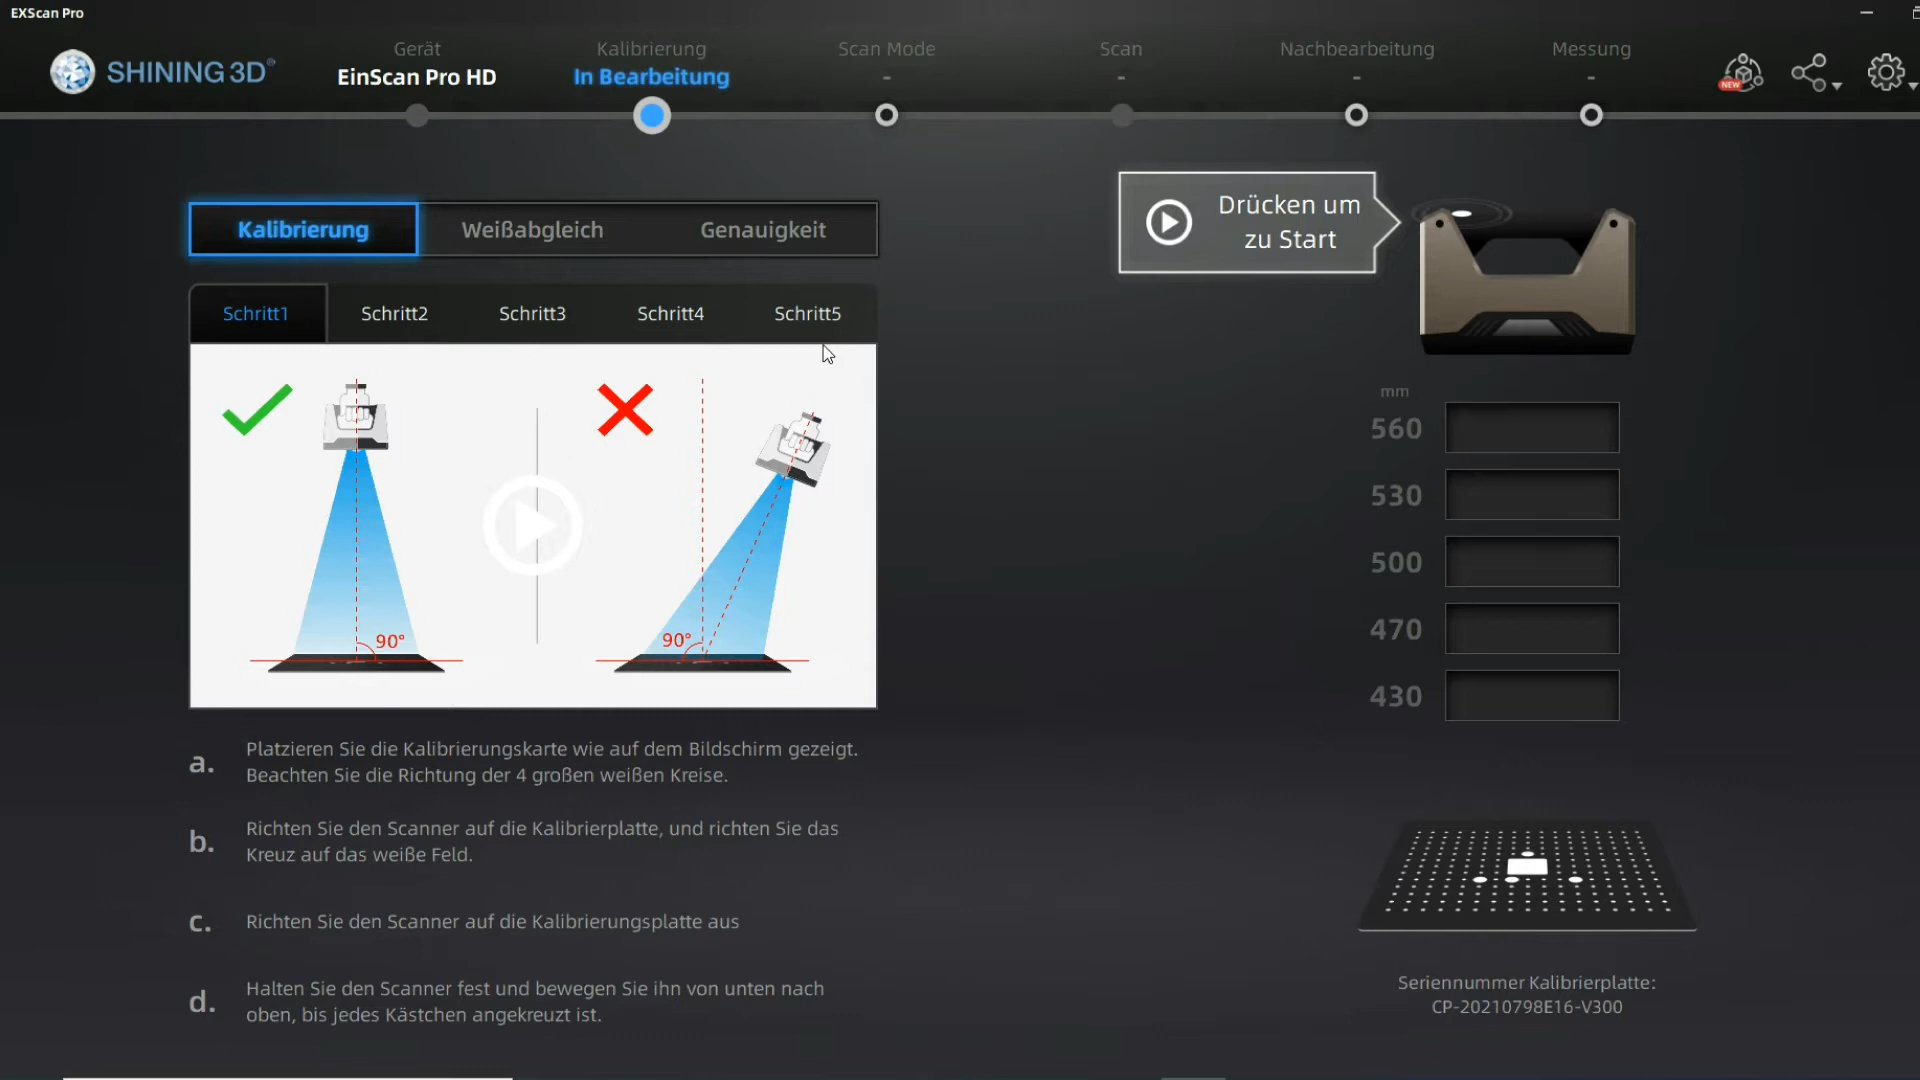 EXScan Pro
SHINING 3D®
Gerät
EinScan Pro HD
Kalibrierung
In Bearbeitung
Scan Mode
-
Scan
-
Nachbearbeitung
-
Messung
-
NEW
Kalibrierung
Weißabgleich
Genauigkeit
Schritt1
Schritt2
Schritt3
Schritt4
Schritt5
90°
90°
a.
Platzieren Sie die Kalibrierungskarte wie auf dem Bildschirm gezeigt.
Beachten Sie die Richtung der 4 großen weißen Kreise.
b.
Richten Sie den Scanner auf die Kalibrierplatte, und richten Sie das
Kreuz auf das weiße Feld.
c.
Richten Sie den Scanner auf die Kalibrierungsplatte aus
d.
Halten Sie den Scanner fest und bewegen Sie ihn von unten nach
oben, bis jedes Kästchen angekreuzt ist.
Drücken um
zu Start
mm
560
530
500
470
430
Seriennummer Kalibrierplatte:
CP-20210798E16-V300